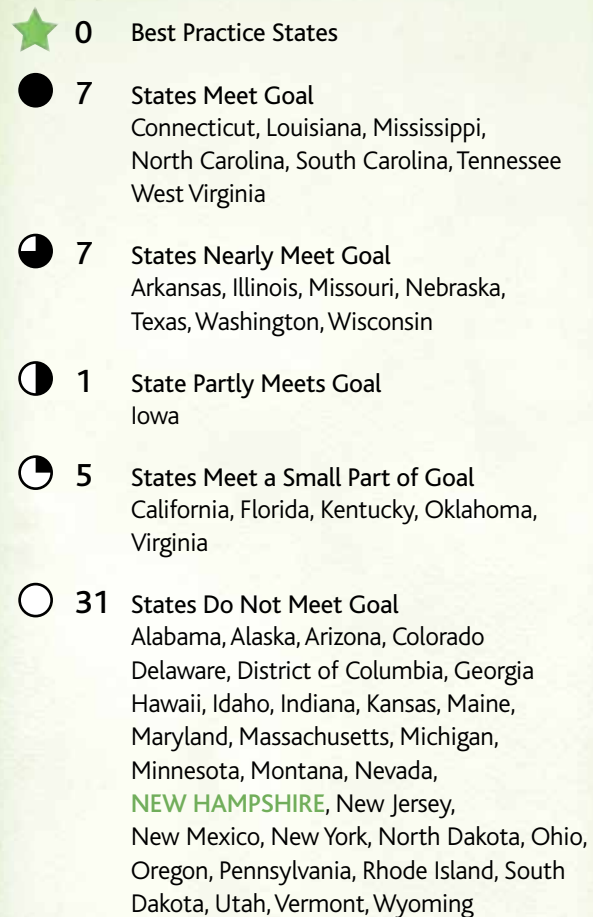 0 Best Practice States
7 States Meet Goal
Connecticut, Louisiana, Mississippi,
North Carolina, South Carolina, Tennessee
West Virginia
7 States Nearly Meet Goal
Arkansas, Illinois, Missouri, Nebraska,
Texas, Washington, Wisconsin
1 State Partly Meets Goal
Iowa
5 States Meet a Small Part of Goal
California, Florida, Kentucky, Oklahoma,
Virginia
31 States Do Not Meet Goal
Alabama, Alaska, Arizona, Colorado
Delaware, District of Columbia, Georgia
Hawaii, Idaho, Indiana, Kansas, Maine,
Maryland, Massachusetts, Michigan,
Minnesota, Montana, Nevada,
NEW HAMPSHIRE, New Jersey,
New Mexico, New York, North Dakota, Ohio,
Oregon, Pennsylvania, Rhode Island, South
Dakota, Utah, Vermont, Wyoming